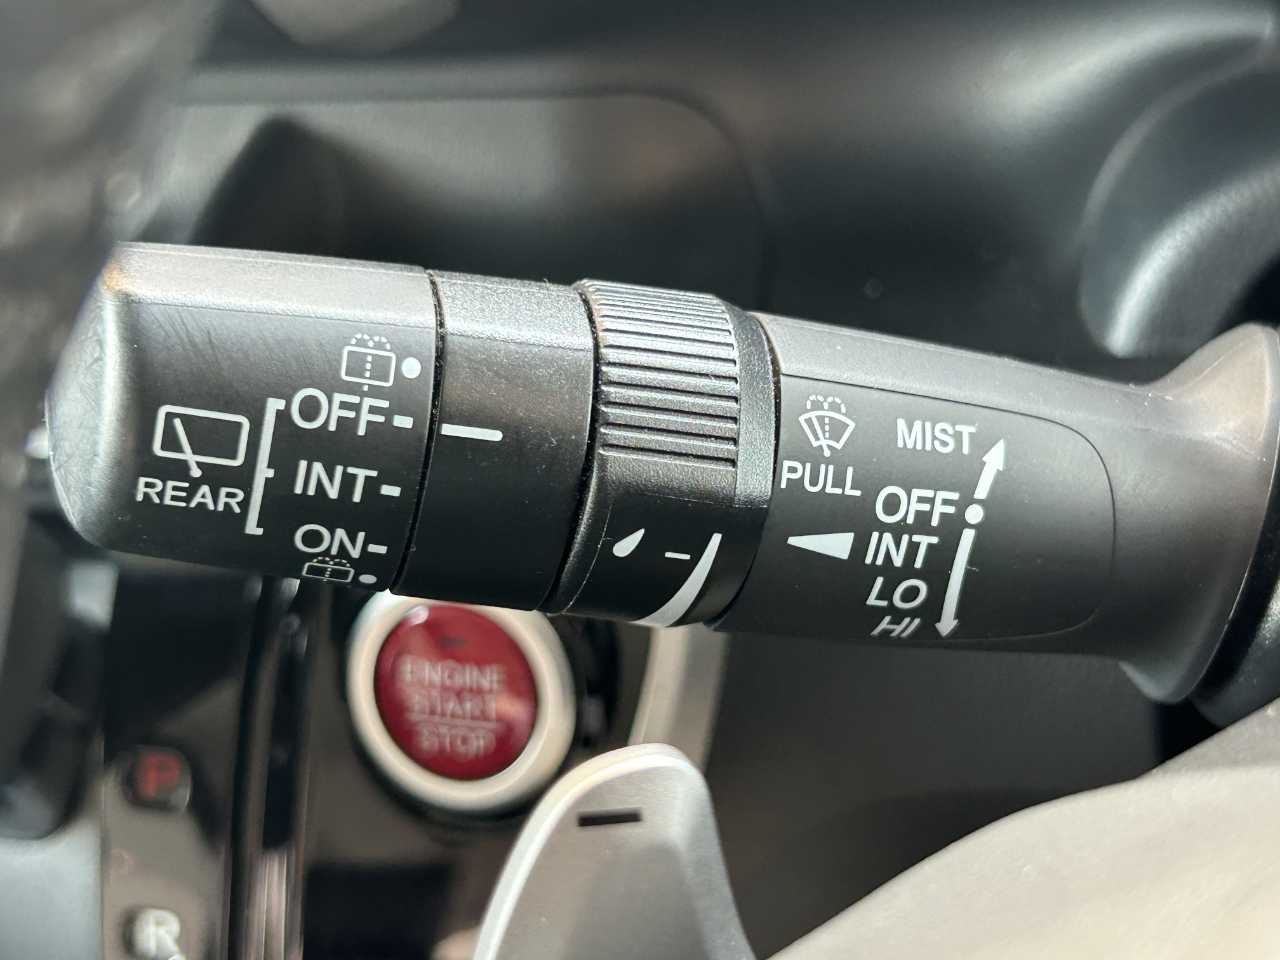 OFF
INT
REAR
ON
PULL
MIST
OFF
INT
LO
HI
ENGINE
START
STOP
P
R